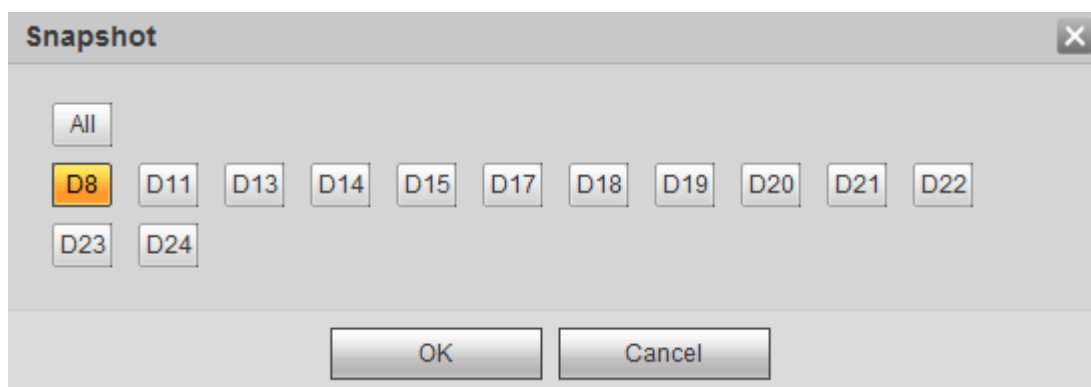 Snapshot
All
D8 D11 D13 D14 D15 D17 D18 D19 D20 D21 D22
D23 D24
OK Cancel